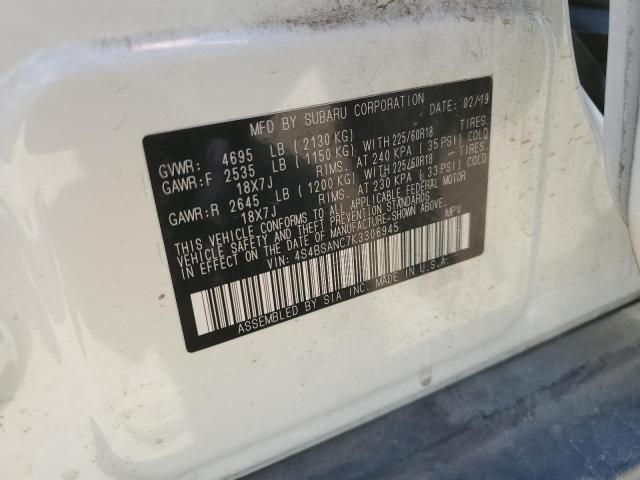 MFD BY SUBARU CORPORATION DATE: 02/19
GVWR: 4695 LB (2130 KG)
GAWR:F 2535 LB (1150 KG) WITH 225/60R18 TIRES.
18X7J RIMS. AT 240 KPA (35 PSI) COLD
GAWR:R 2645 LB (1200 KG) WITH 225/60R18 TIRES.
18X7J RIMS. AT 230 KPA (33 PSI) COLD
THIS VEHICLE CONFORMS TO ALL APPLICABLE FEDERAL MOTOR
VEHICLE SAFETY AND THEFT PREVENTION STANDARDS
IN EFFECT ON THE DATE OF MANUFACTURE-SHOWN-ABOVE.
VIN: 4S4BSANC7K3306945 MPV
ASSEMBLED BY SIA INC. MADE IN U.S.A.